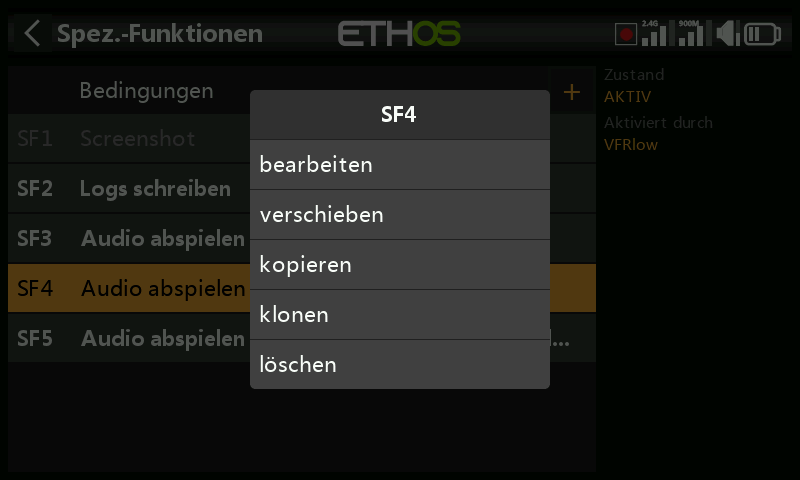 Spez.-Funktionen
ETHOS
2.4G
900M
Bedingungen
+
Zustand
AKTIV
Aktiviert durch
VFRlow
SF1 Screenshot
SF2 Logs schreiben
SF3 Audio abspielen
SF4 Audio abspielen
SF5 Audio abspielen
...
SF4
bearbeiten
verschieben
kopieren
klonen
löschen